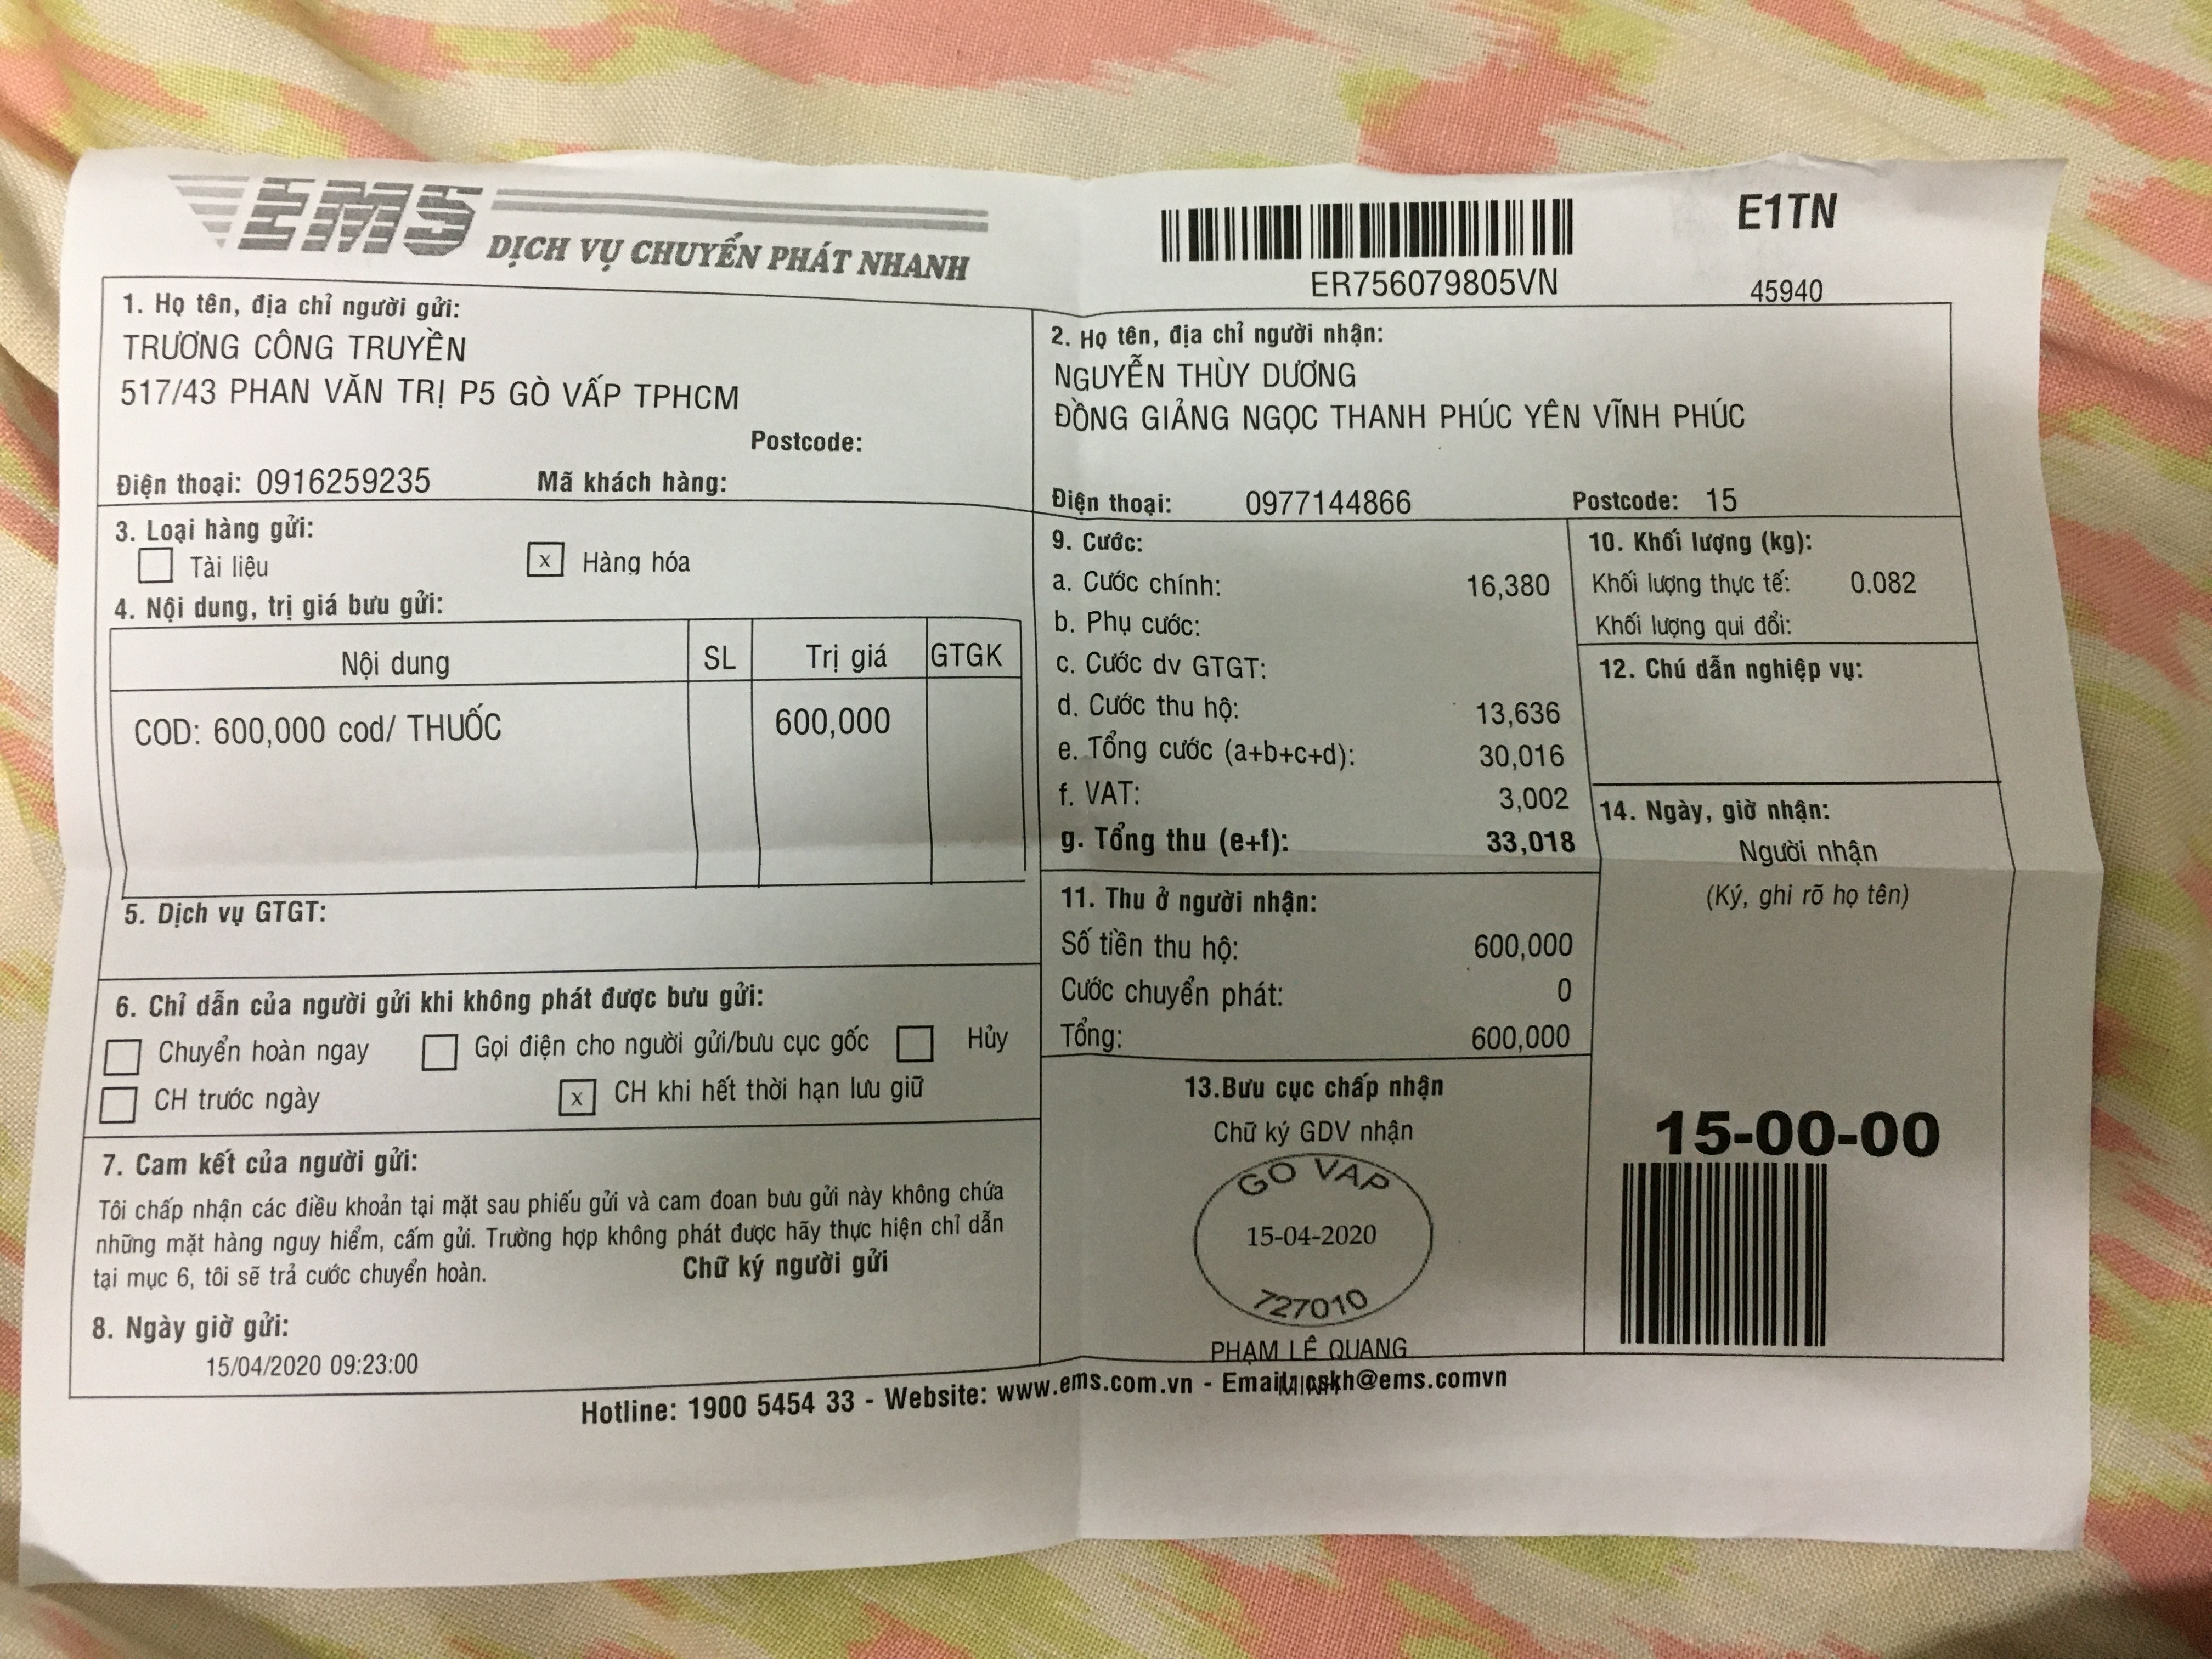 EMS DỊCH VỤ CHUYỂN PHÁT NHANH
ER756079805VN
E1TN
45940
1. Họ tên, địa chỉ người gửi:
TRƯƠNG CÔNG TRUYỀN
517/43 PHAN VĂN TRỊ P5 GÒ VẤP TPHCM
Postcode:
Điện thoại: 0916259235 Mã khách hàng:
2. Họ tên, địa chỉ người nhận:
NGUYỄN THÙY DƯƠNG
ĐỒNG GIẢNG NGỌC THANH PHÚC YÊN VĨNH PHÚC
Điện thoại: 0977144866 Postcode: 15
3. Loại hàng gửi:
Tài liệu x Hàng hóa
4. Nội dung, trị giá bưu gửi:
Nội dung SL Trị giá GTGK
COD: 600,000 cod/ THUỐC 600,000
5. Dịch vụ GTGT:
6. Chỉ dẫn của người gửi khi không phát được bưu gửi:
Chuyển hoàn ngay Gọi điện cho người gửi/bưu cục gốc Hủy
CH trước ngày x CH khi hết thời hạn lưu giữ
7. Cam kết của người gửi:
Tôi chấp nhận các điều khoản tại mặt sau phiếu gửi và cam đoan bưu gửi này không chứa
những mặt hàng nguy hiểm, cấm gửi. Trường hợp không phát được hãy thực hiện chỉ dẫn
tại mục 6, tôi sẽ trả cước chuyển hoàn. Chữ ký người gửi
8. Ngày giờ gửi:
15/04/2020 09:23:00
9. Cước:
a. Cước chính: 16,380
b. Phụ cước:
c. Cước dv GTGT:
d. Cước thu hộ: 13,636
e. Tổng cước (a+b+c+d): 30,016
f. VAT: 3,002
g. Tổng thu (e+f): 33,018
10. Khối lượng (kg):
Khối lượng thực tế: 0.082
Khối lượng qui đổi:
11. Thu ở người nhận:
Số tiền thu hộ: 600,000
Cước chuyển phát: 0
Tổng: 600,000
12. Chú dẫn nghiệp vụ:
13.Bưu cục chấp nhận
Chữ ký GDV nhận
GO VAP
15-04-2020
727010
PHẠM LÊ QUANG
14. Ngày, giờ nhận:
Người nhận
(Ký, ghi rõ họ tên)
15-00-00
Hotline: 1900 5454 33 - Website: www.ems.com.vn - Email: cskh@ems.comvn